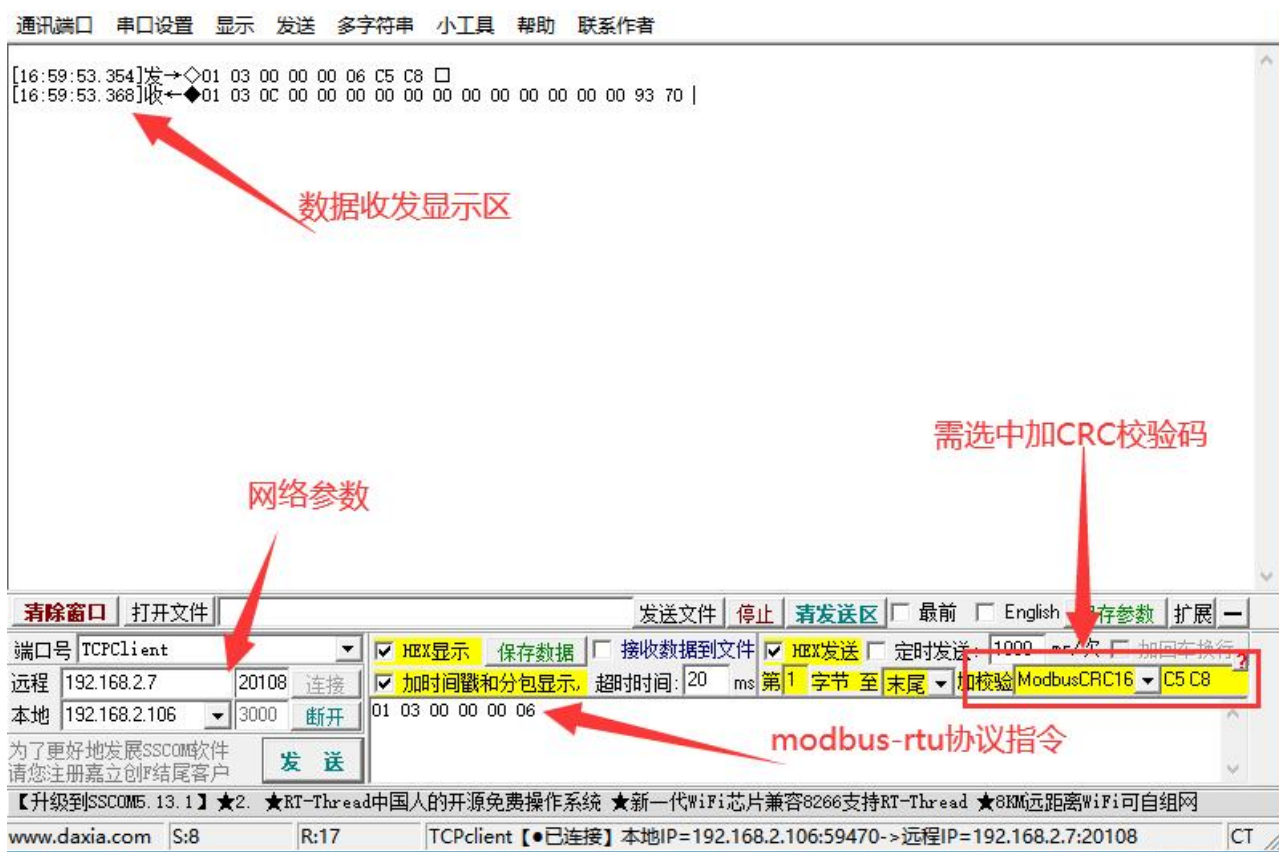 通讯端口 串口设置 显示 发送 多字符串 小工具 帮助 联系作者
[16:59:53.354]发→◇01 03 00 00 00 06 C5 C8 □
[16:59:53.368]收←◆01 03 0C 00 00 00 00 00 00 00 00 00 00 00 00 93 70
数据收发显示区
需选中加CRC校验码
网络参数
清除窗口 打开文件 发送文件 停止 清发送区 最前 English 存参数 扩展 —
端口号 TCPClient HEX显示 保存数据 接收数据到文件 HEX发送 定时发送: 1000 ms/次 加回车换行
远程 192.168.2.7 20108 连接 加时间戳和分包显示, 超时时间: 20 ms 第 1 字节 至 末尾 加校验 ModbusCRC16 C5 C8 ?
本地 192.168.2.106 3000 断开 01 03 00 00 00 06
modbus-rtu协议指令
为了更好地发展SSCOM软件
请您注册嘉立创F结尾客户 发 送
【升级到SSCOM5.13.1】★2. ★RT-Thread中国人的开源免费操作系统 ★新一代WiFi芯片兼容8266支持RT-Thread ★8KM远距离WiFi可自组网
www.daxia.com S:8 R:17 TCPclient【●已连接】本地IP=192.168.2.106:59470->远程IP=192.168.2.7:20108 CT